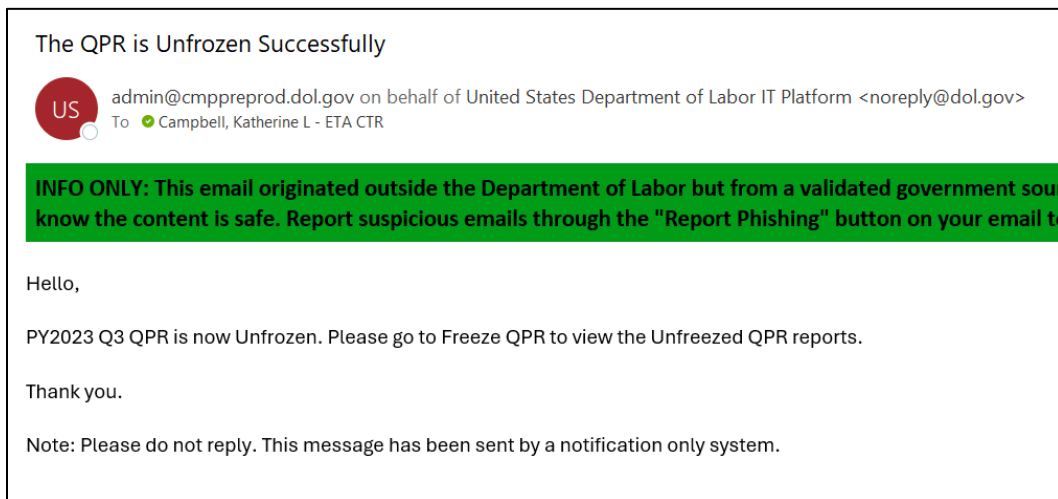 The QPR is Unfrozen Successfully
US
admin@cmppreprod.dol.gov on behalf of United States Department of Labor IT Platform <noreply@dol.gov>
To Campbell, Katherine L - ETA CTR
INFO ONLY: This email originated outside the Department of Labor but from a validated government
know the content is safe. Report suspicious emails through the "Report Phishing" button on your email
Hello,
PY2023 Q3 QPR is now Unfrozen. Please go to Freeze QPR to view the Unfreezed QPR reports.
Thank you.
Note: Please do not reply. This message has been sent by a notification only system.